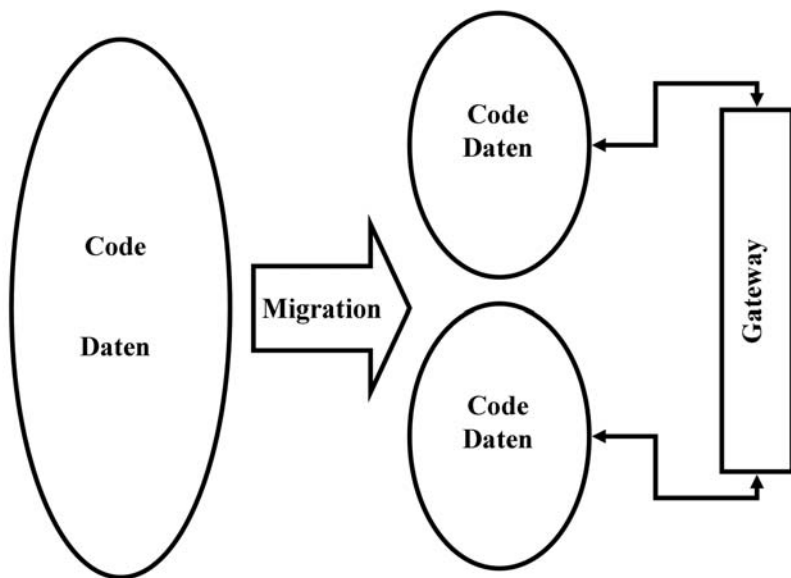 Code
Daten
Migration
Code
Daten
Code
Daten
Gateway